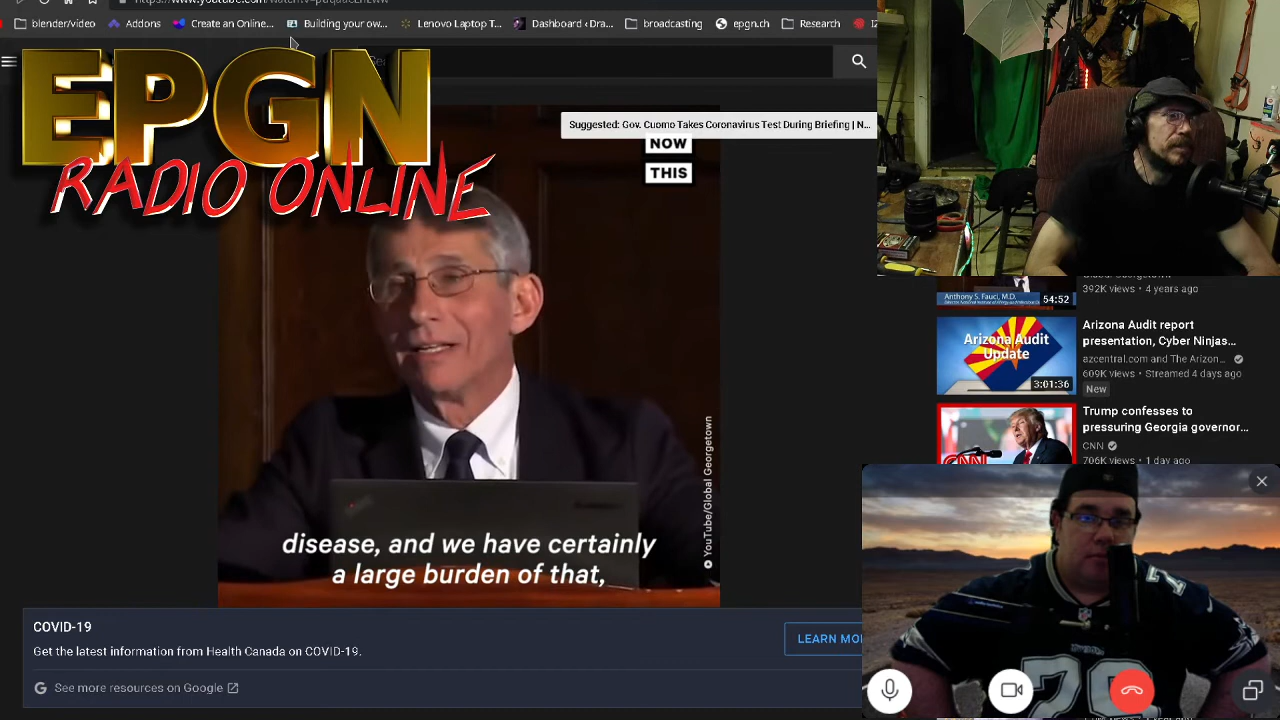 blender/video
Addons
Create an Online...
Building your ow...
Lenovo Laptop T...
Dashboard ‹ Dra...
broadcasting
epgn.ch
Research
EPGN
RADIO ONLINE
Suggested: Gov. Cuomo Takes Coronavirus Test During Briefing | N...
NOW
THIS
YouTube/Global Georgetown
disease, and we have certainly
a large burden of that,
COVID-19
Get the latest information from Health Canada on COVID-19.
LEARN MO
See more resources on Google
Anthony S. Fauci, M.D.
54:52
392K views • 4 years ago
Arizona Audit
Update
3:01:36
Arizona Audit report
presentation, Cyber Ninjas...
azcentral.com and The Arizon...
609K views • Streamed 4 days ago
New
Trump confesses to
pressuring Georgia governor...
CNN
706K views • 1 day ago